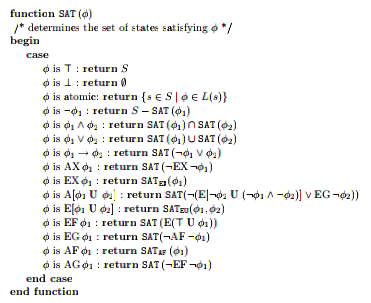 function SAT (ϕ)
/* determines the set of states satisfying ϕ */
begin
case
ϕ is ⊤ : return S
ϕ is ⊥ : return ∅
ϕ is atomic: return {s ∈ S | ϕ ∈ L(s)}
ϕ is ¬ϕ₁ : return S − SAT (ϕ₁)
ϕ is ϕ₁ ∧ ϕ₂ : return SAT (ϕ₁) ∩ SAT (ϕ₂)
ϕ is ϕ₁ ∨ ϕ₂ : return SAT (ϕ₁) ∪ SAT (ϕ₂)
ϕ is ϕ₁ → ϕ₂ : return SAT (¬ϕ₁ ∨ ϕ₂)
ϕ is AX ϕ₁ : return SAT (¬EX ¬ϕ₁)
ϕ is EX ϕ₁ : return SAT_EX (ϕ₁)
ϕ is A[ϕ₁ U ϕ₂] : return SAT(¬(E[¬ϕ₂ U (¬ϕ₁ ∧ ¬ϕ₂)] ∨ EG ¬ϕ₂))
ϕ is E[ϕ₁ U ϕ₂] : return SAT_EU(ϕ₁, ϕ₂)
ϕ is EF ϕ₁ : return SAT (E(⊤ U ϕ₁))
ϕ is EG ϕ₁ : return SAT(¬AF ¬ϕ₁)
ϕ is AF ϕ₁ : return SAT_AF (ϕ₁)
ϕ is AG ϕ₁ : return SAT (¬EF ¬ϕ₁)
end case
end function